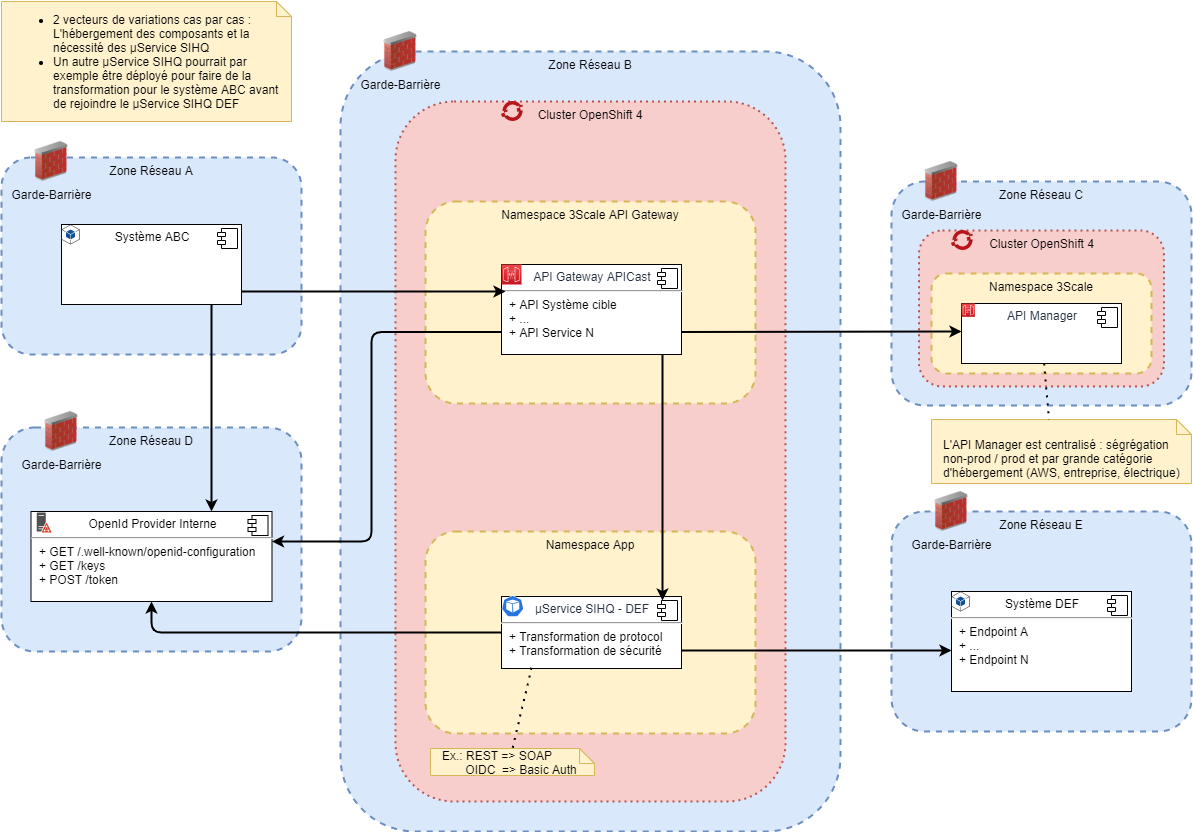 • 2 vecteurs de variations cas par cas :
L'hébergement des composants et la
nécessité des µService SIHQ
• Un autre µService SIHQ pourrait par
exemple être déployé pour faire de la
transformation pour le système ABC avant
de rejoindre le µService SIHQ DEF
Garde-Barrière
Zone Réseau A
Système ABC
Garde-Barrière
Zone Réseau B
Cluster OpenShift 4
Namespace 3Scale API Gateway
API Gateway APICast
+ API Système cible
+ ...
+ API Service N
Garde-Barrière
Zone Réseau C
Cluster OpenShift 4
Namespace 3Scale
API Manager
L'API Manager est centralisé : ségrégation
non-prod / prod et par grande catégorie
d'hébergement (AWS, entreprise, électrique)
Garde-Barrière
Zone Réseau D
OpenId Provider Interne
+ GET /.well-known/openid-configuration
+ GET /keys
+ POST /token
Namespace App
µService SIHQ - DEF
+ Transformation de protocol
+ Transformation de sécurité
Ex.: REST => SOAP
OIDC => Basic Auth
Garde-Barrière
Zone Réseau E
Système DEF
+ Endpoint A
+ ...
+ Endpoint N